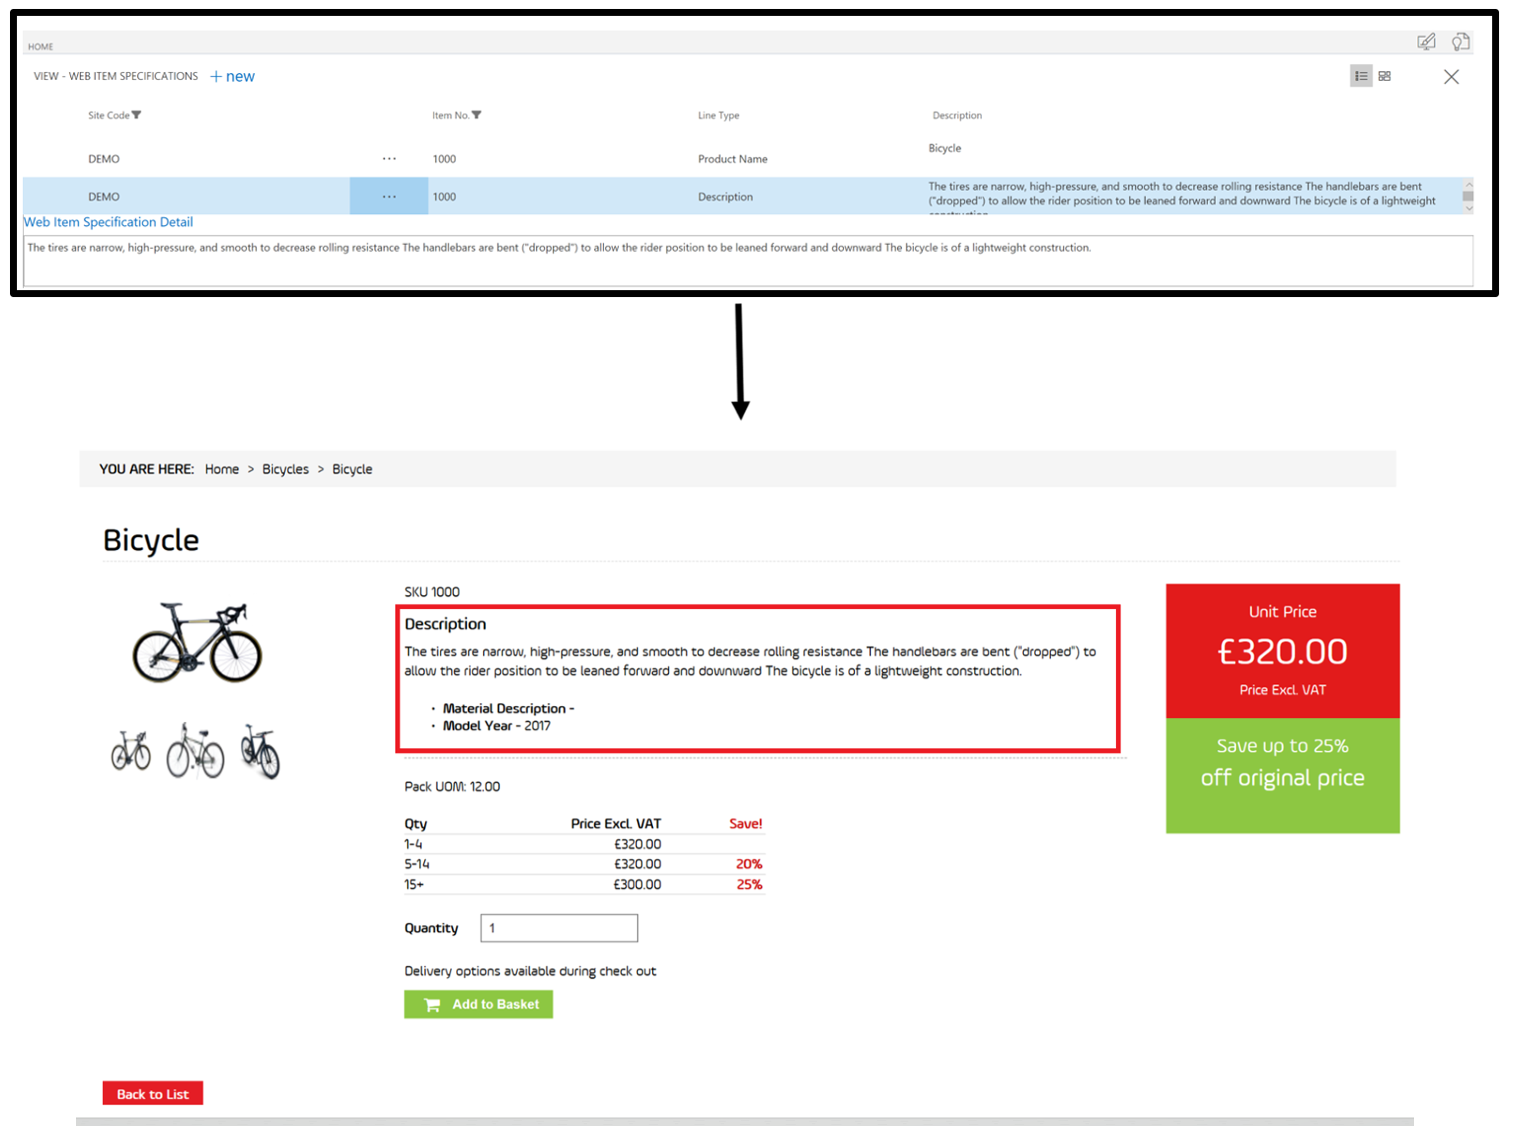 HOME
VIEW - WEB ITEM SPECIFICATIONS + new
Site Code Item No. Line Type Description
DEMO ... 1000 Product Name Bicycle
DEMO ... 1000 Description The tires are narrow, high-pressure, and smooth to decrease rolling resistance The handlebars are bent
("dropped") to allow the rider position to be leaned forward and downward The bicycle is of a lightweight
construction.
Web Item Specification Detail
The tires are narrow, high-pressure, and smooth to decrease rolling resistance The handlebars are bent ("dropped") to allow the rider position to be leaned forward and downward The bicycle is of a lightweight construction.
YOU ARE HERE: Home > Bicycles > Bicycle
Bicycle
SKU 1000
Description
The tires are narrow, high-pressure, and smooth to decrease rolling resistance The handlebars are bent ("dropped") to
allow the rider position to be leaned forward and downward The bicycle is of a lightweight construction.
• Material Description -
• Model Year - 2017
Pack UOM: 12.00
Qty Price Excl. VAT Save!
1-4 £320.00
5-14 £320.00 20%
15+ £300.00 25%
Quantity 1
Delivery options available during check out
Add to Basket
Unit Price
£320.00
Price Excl. VAT
Save up to 25%
off original price
Back to List